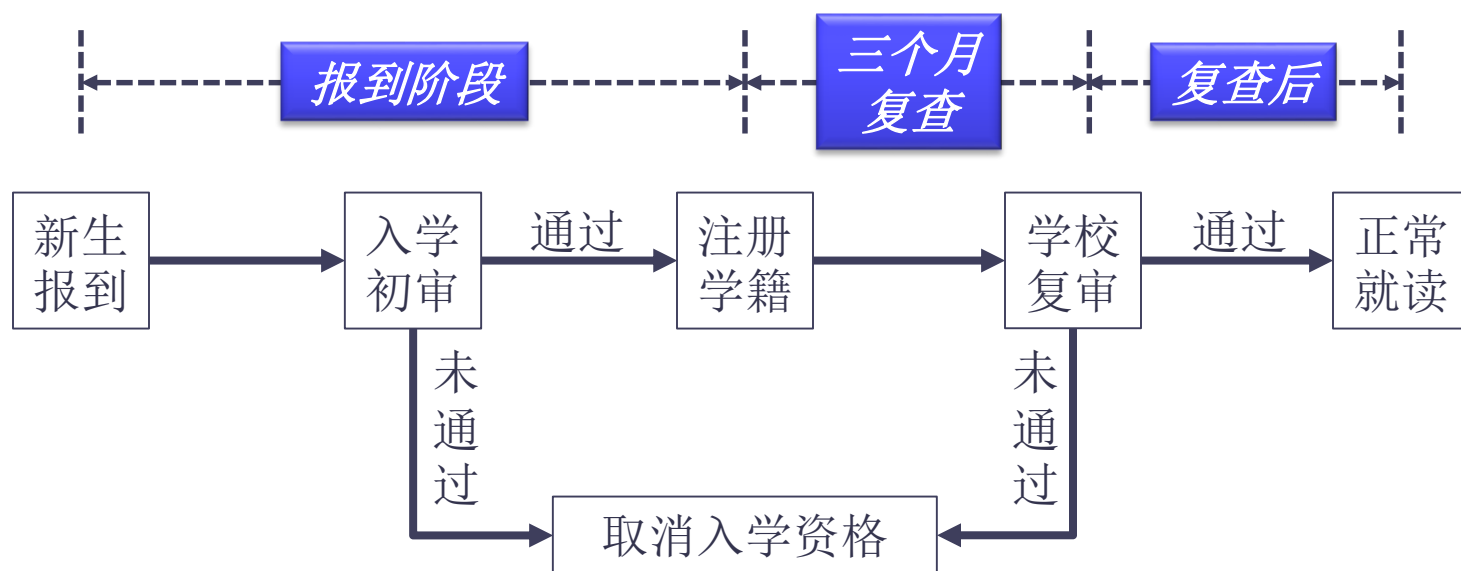 报到阶段
三个月
复查
复查后
新生
报到
入学
初审
通过
注册
学籍
学校
复审
通过
正常
就读
未
通
过
未
通
过
取消入学资格